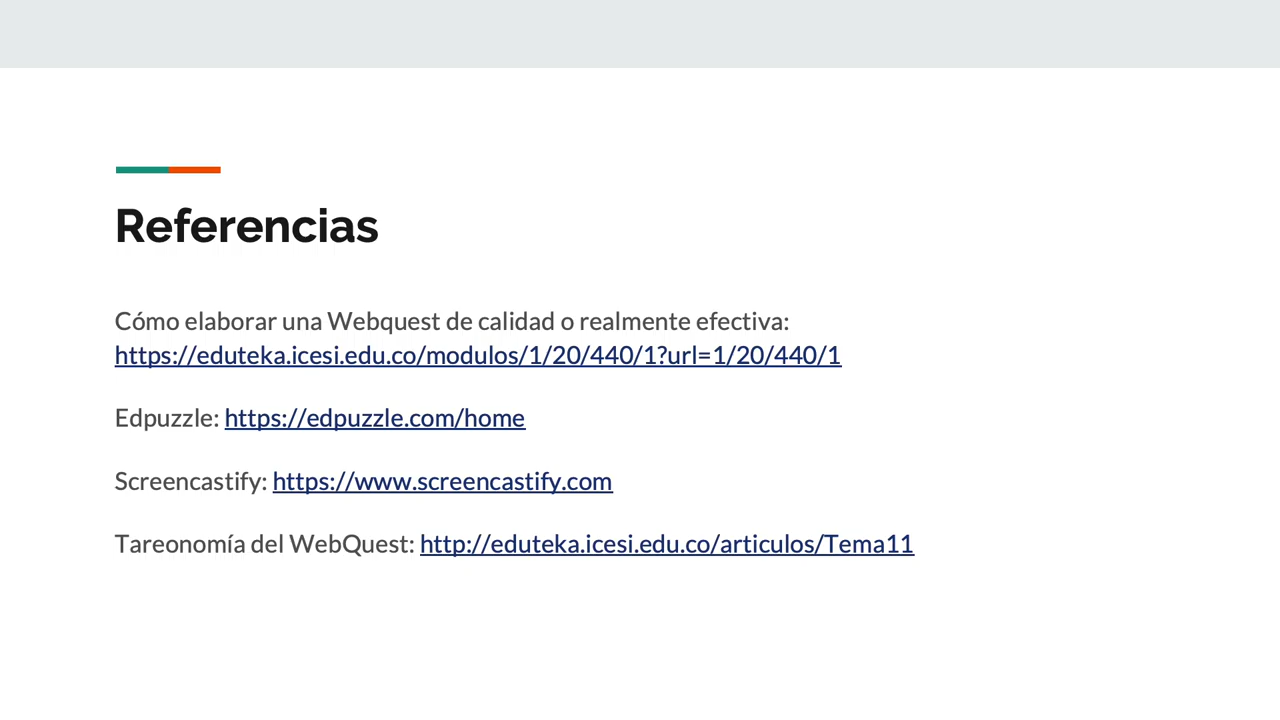 Referencias
Cómo elaborar una Webquest de calidad o realmente efectiva:
https://eduteka.icesi.edu.co/modulos/1/20/440/1?url=1/20/440/1
Edpuzzle: https://edpuzzle.com/home
Screencastify: https://www.screencastify.com
Tareonomía del WebQuest: http://eduteka.icesi.edu.co/articulos/Tema11